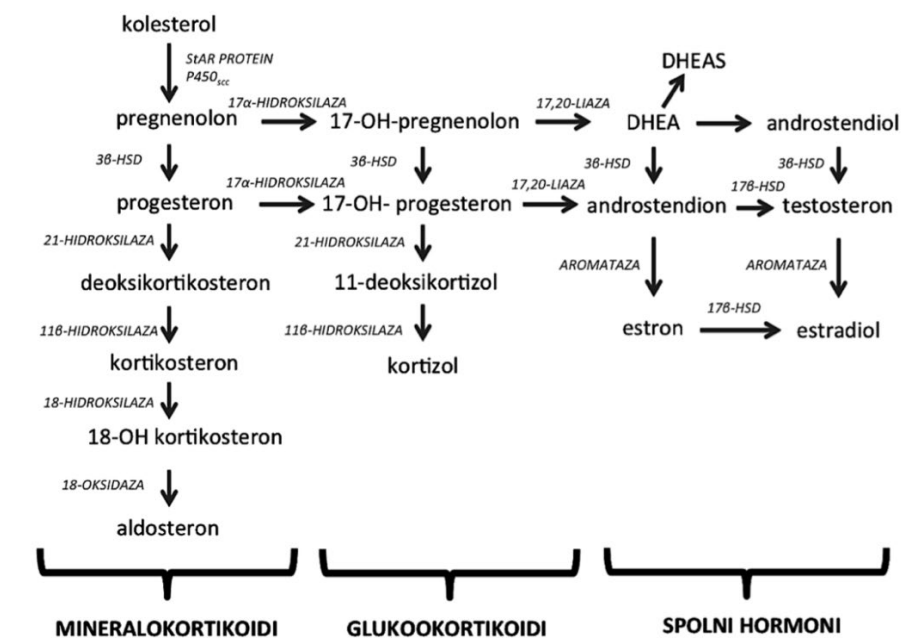 kolesterol
StAR PROTEIN
P450scc
DHEAS
17α-HIDROKSILAZA
17,20-LIAZA
pregnenolon
17-OH-pregnenolon
DHEA
androstendiol
3β-HSD
3β-HSD
3β-HSD
3β-HSD
17α-HIDROKSILAZA
17,20-LIAZA
17β-HSD
progesteron
17-OH- progesteron
androstendion
testosteron
21-HIDROKSILAZA
21-HIDROKSILAZA
AROMATAZA
AROMATAZA
deoksikortikosteron
11-deoksikortizol
11β-HIDROKSILAZA
11β-HIDROKSILAZA
17β-HSD
estron
estradiol
kortikosteron
kortizol
18-HIDROKSILAZA
18-OH kortikosteron
18-OKSIDAZA
aldosteron
MINERALOKORTIKOIDI
GLUKOOKORTIKOIDI
SPOLNI HORMONI